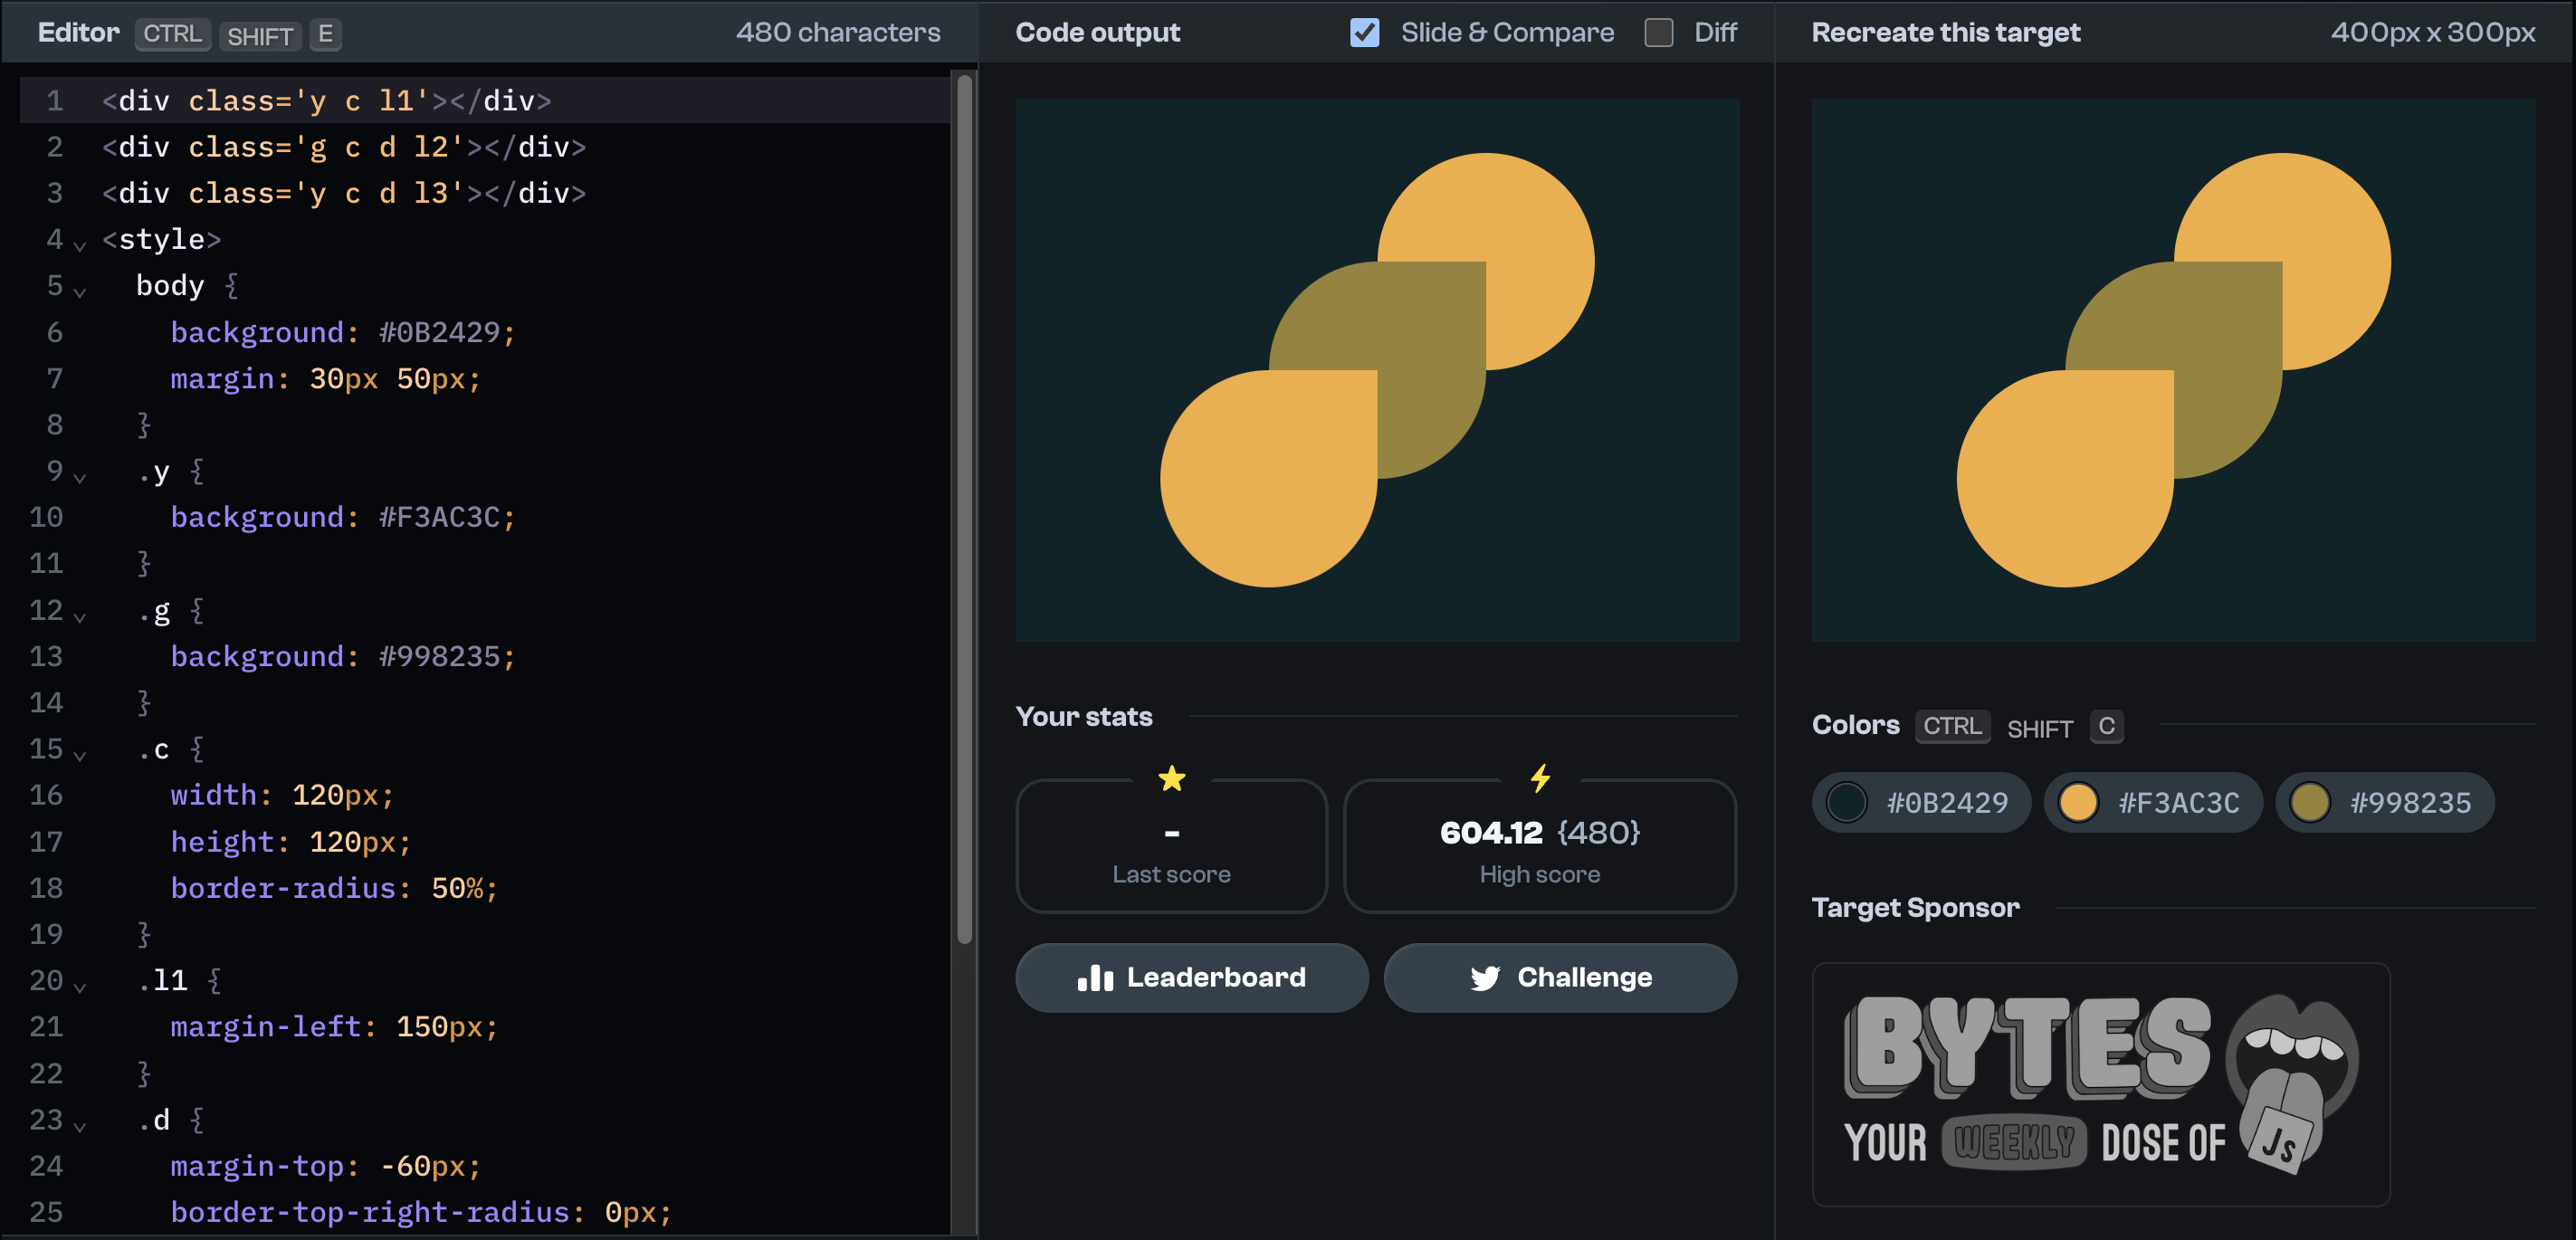 Editor CTRL SHIFT E 480 characters
1 <div class='y c l1'></div>
2 <div class='g c d l2'></div>
3 <div class='y c d l3'></div>
4 <style>
5 body {
6 background: #0B2429;
7 margin: 30px 50px;
8 }
9 .y {
10 background: #F3AC3C;
11 }
12 .g {
13 background: #998235;
14 }
15 .c {
16 width: 120px;
17 height: 120px;
18 border-radius: 50%;
19 }
20 .l1 {
21 margin-left: 150px;
22 }
23 .d {
24 margin-top: -60px;
25 border-top-right-radius: 0px;
Code output Slide & Compare Diff
Your stats
-
Last score
604.12 {480}
High score
Leaderboard
Challenge
Recreate this target 400px x 300px
Colors CTRL SHIFT C
#0B2429 #F3AC3C #998235
Target Sponsor
BYTES
YOUR WEEKLY DOSE OF JS